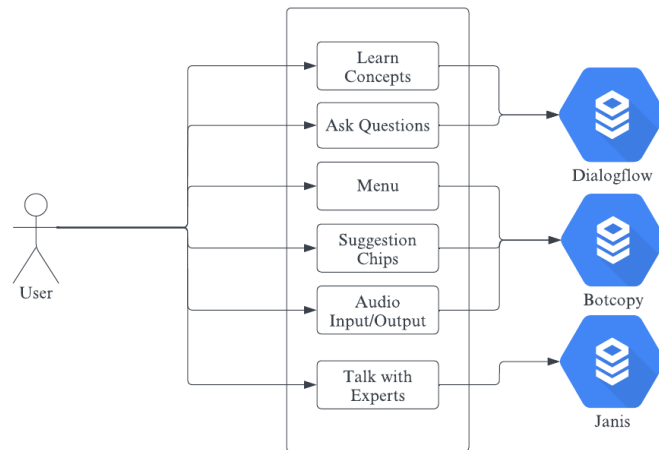 Learn
Concepts
Ask Questions
Dialogflow
Menu
Suggestion
Chips
User
Botcopy
Audio
Input/Output
Talk with
Experts
Janis